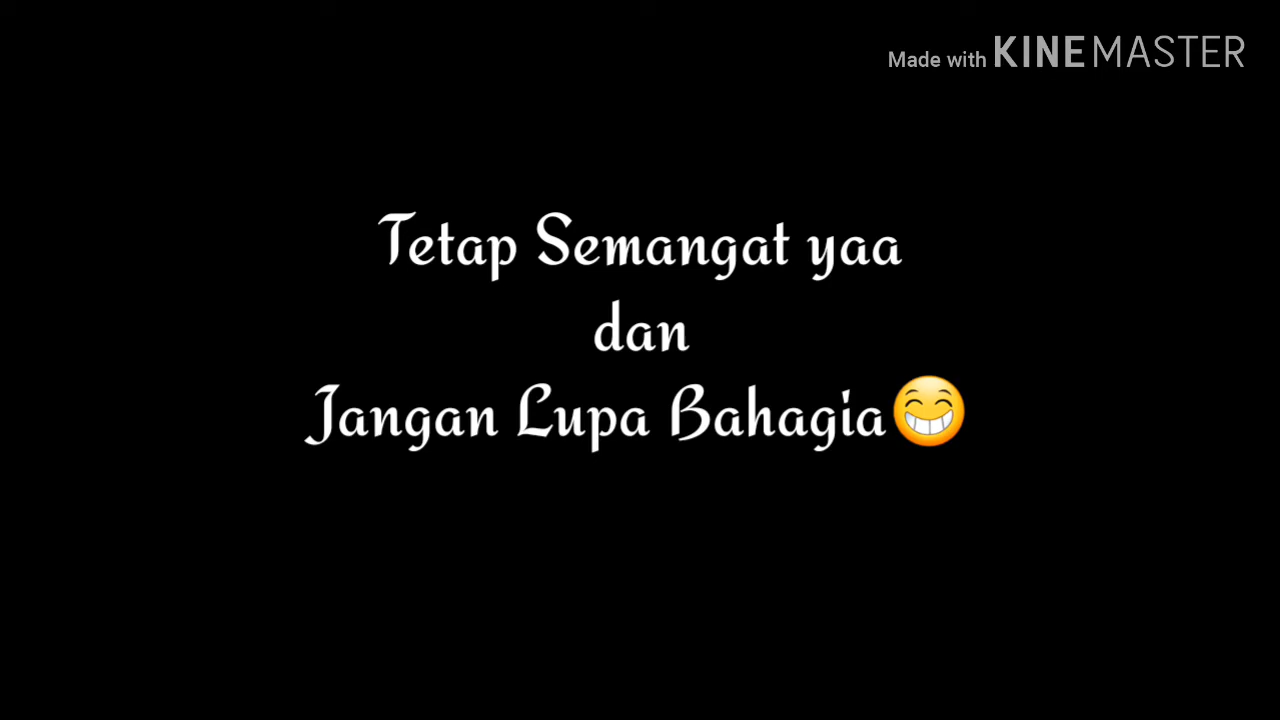 Made with KINEMASTER
Tetap Semangat yaa
dan
Jangan Lupa Bahagia😁